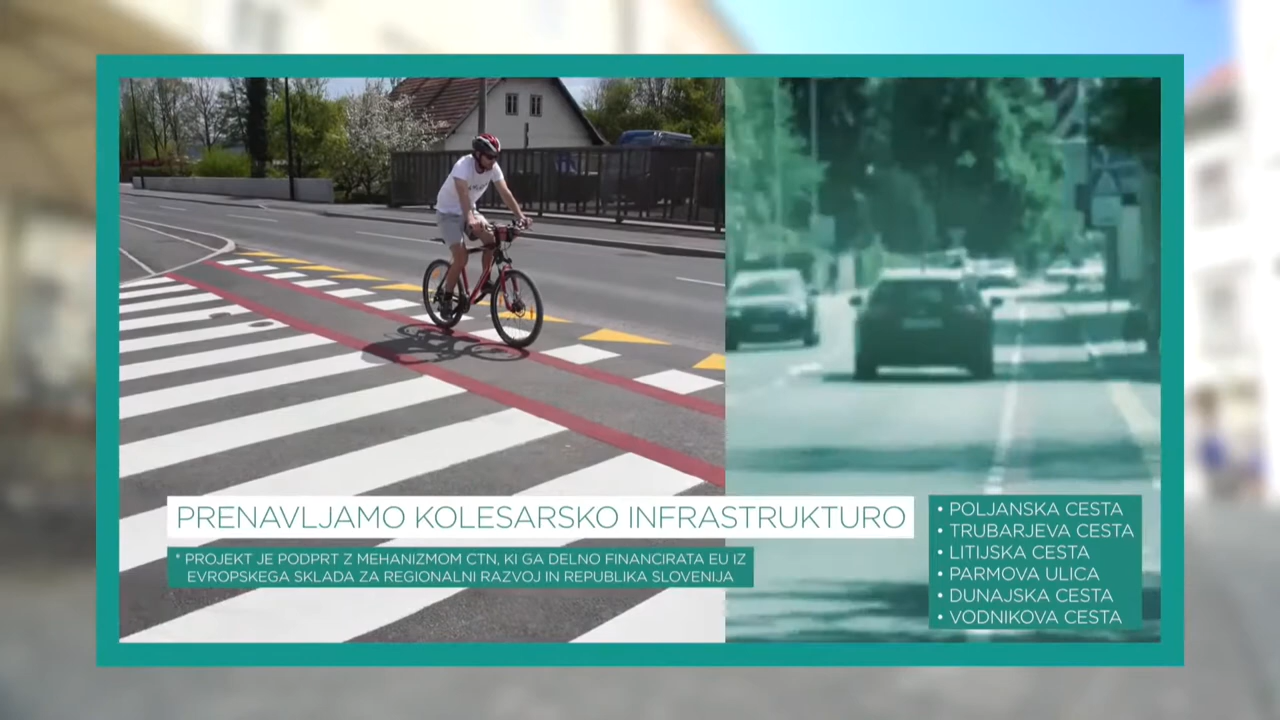 PRENAVLJAMO KOLESARSKO INFRASTRUKTURO
* PROJEKT JE PODPRT Z MEHANIZMOM CTN, KI GA DELNO FINANCIRATA EU IZ
EVROPSKEGA SKLADA ZA REGIONALNI RAZVOJ IN REPUBLIKA SLOVENIJA
• POLJANSKA CESTA
• TRUBARJEVA CESTA
• LITIJSKA CESTA
• PARMOVA ULICA
• DUNAJSKA CESTA
• VODNIKOVA CESTA